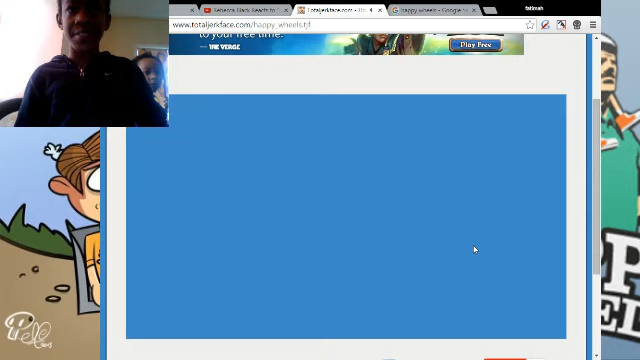 fatimah
Rebecca Black Reacts to
Totaljerkface.com - Ho
happy wheels - Google
www.totaljerkface.com/happy_wheels.tjf
to your free time."
— THE VERGE
Play Free
Pelle